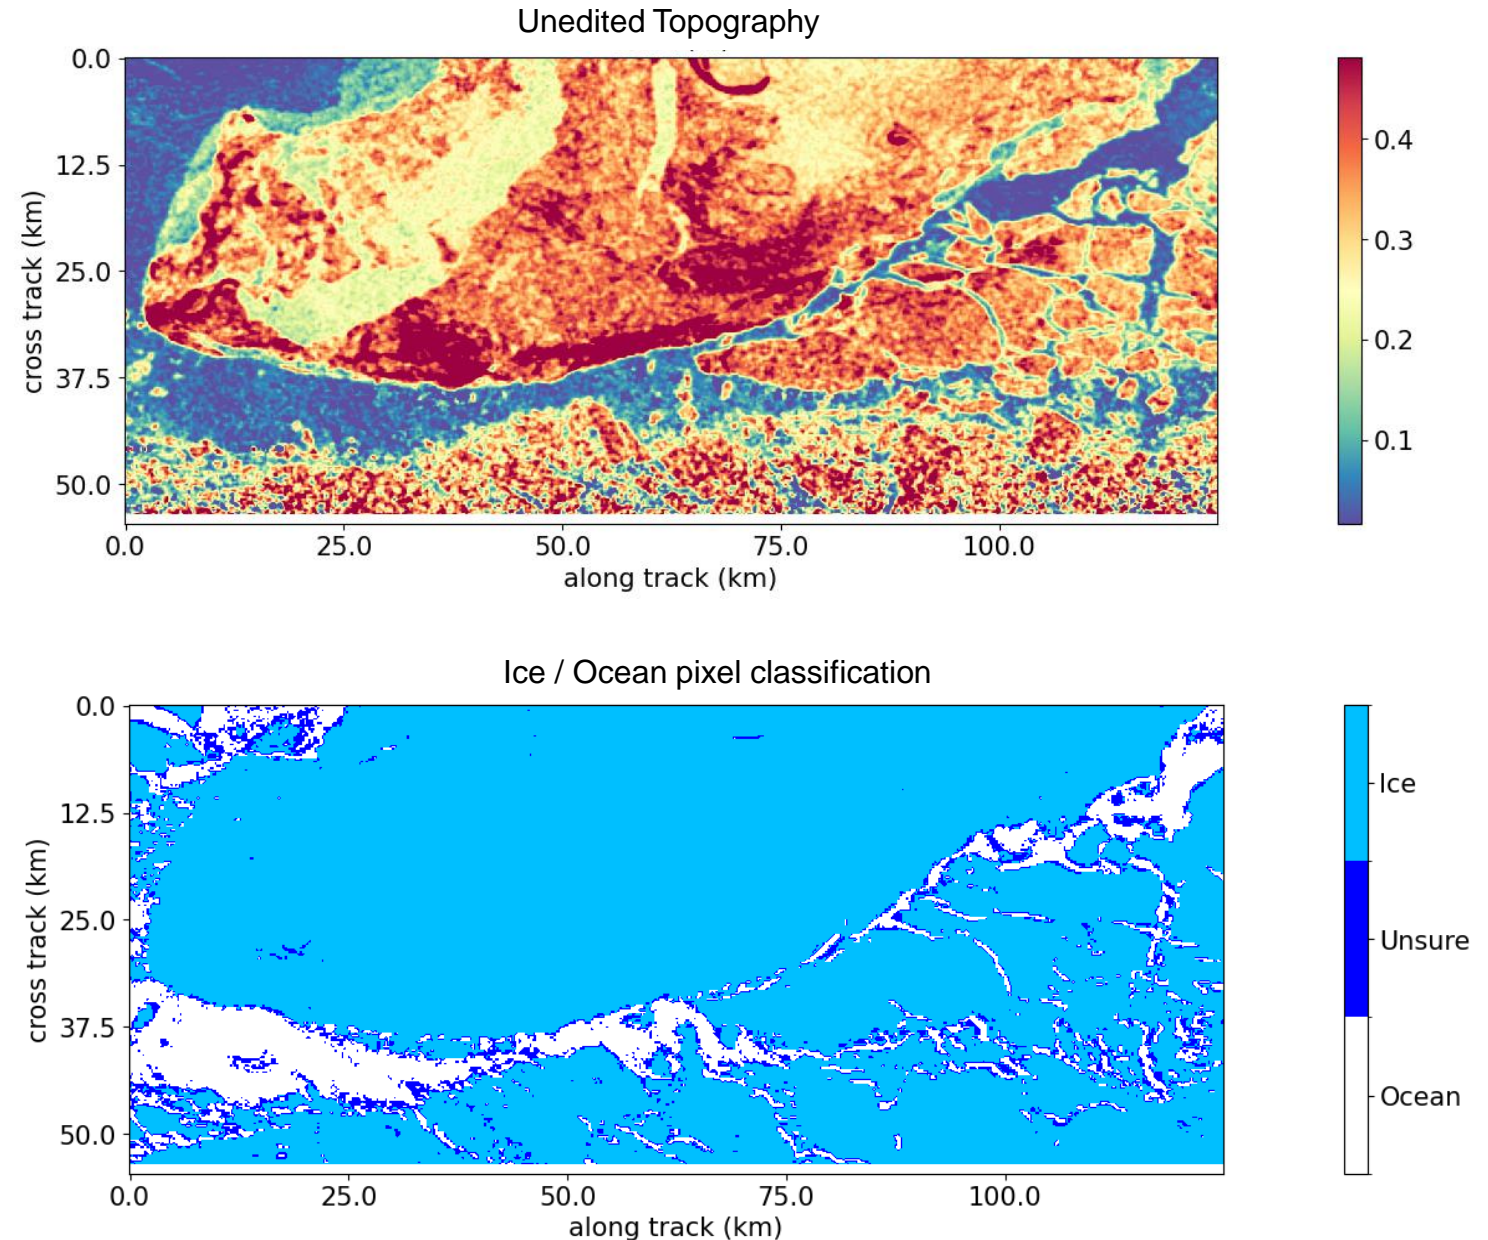 Unedited Topography
0.0
12.5
25.0
37.5
50.0
cross track (km)
0.0 25.0 50.0 75.0 100.0
along track (km)
0.4
0.3
0.2
0.1
Ice / Ocean pixel classification
0.0
12.5
25.0
37.5
50.0
cross track (km)
0.0 25.0 50.0 75.0 100.0
along track (km)
Ice
Unsure
Ocean